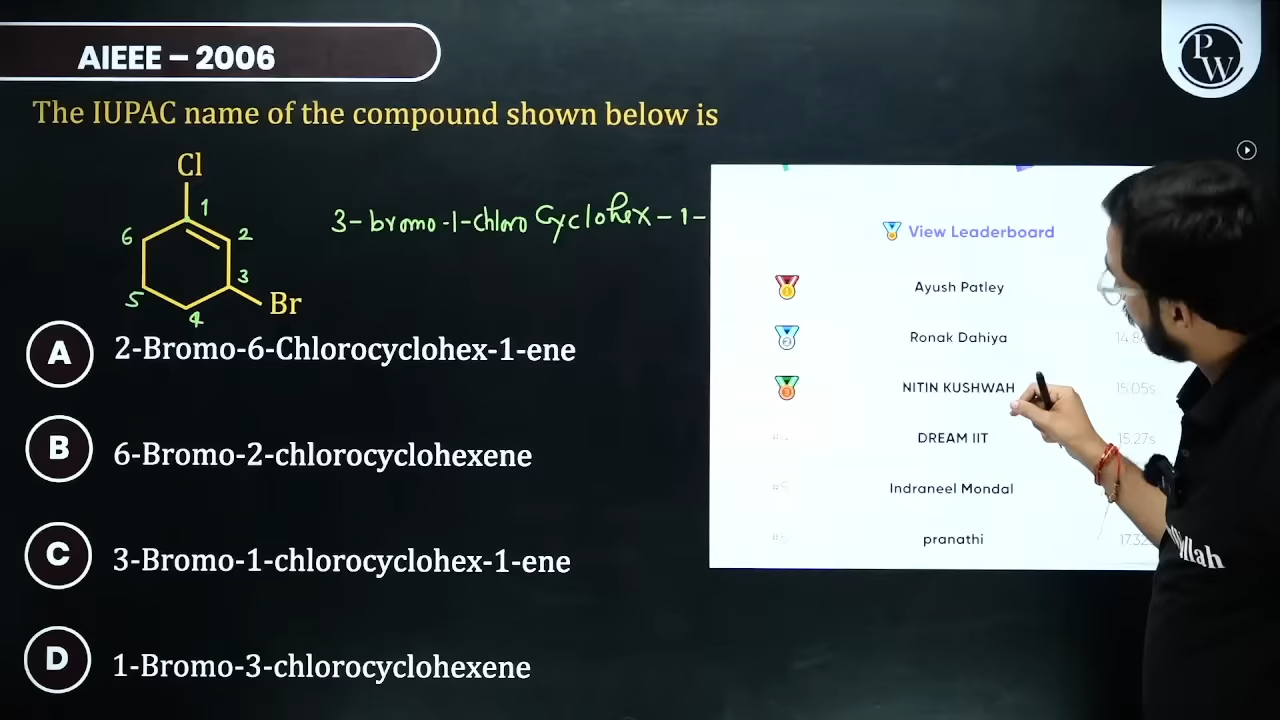 AIEEE – 2006
PW
The IUPAC name of the compound shown below is
Cl
1
6
2
3
5
4
Br
3-bromo-1-chloro Cyclohex-1-
View Leaderboard
1
Ayush Patley
2
Ronak Dahiya
3
NITIN KUSHWAH
15.05s
DREAM IIT
15.27s
Indraneel Mondal
pranathi
A
2-Bromo-6-Chlorocyclohex-1-ene
B
6-Bromo-2-chlorocyclohexene
C
3-Bromo-1-chlorocyclohex-1-ene
D
1-Bromo-3-chlorocyclohexene